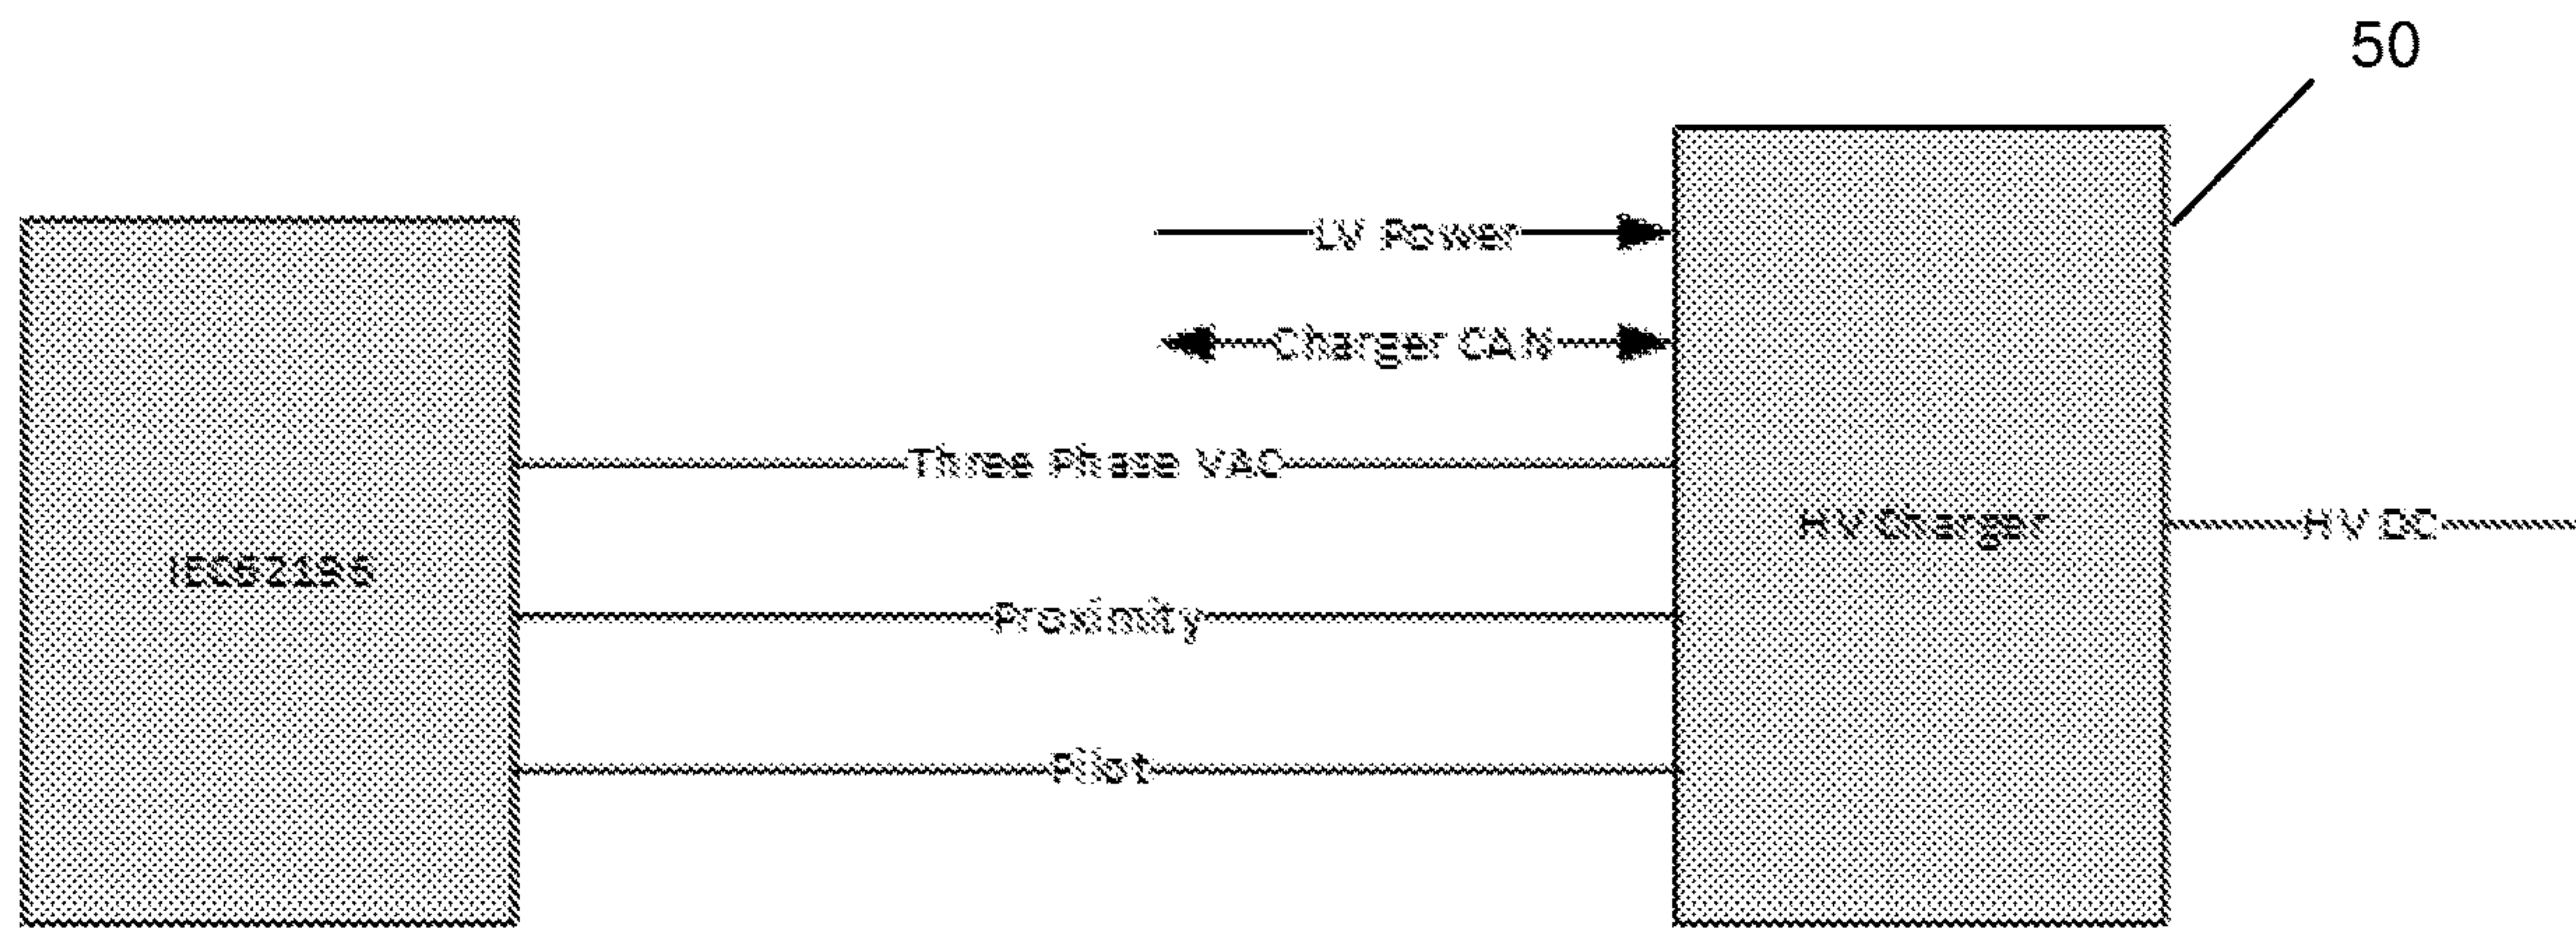 50
LV Power
Charger CAN
Three Phase VAC
HV Charger
HV DC
IEC62196
Proximity
Pilot